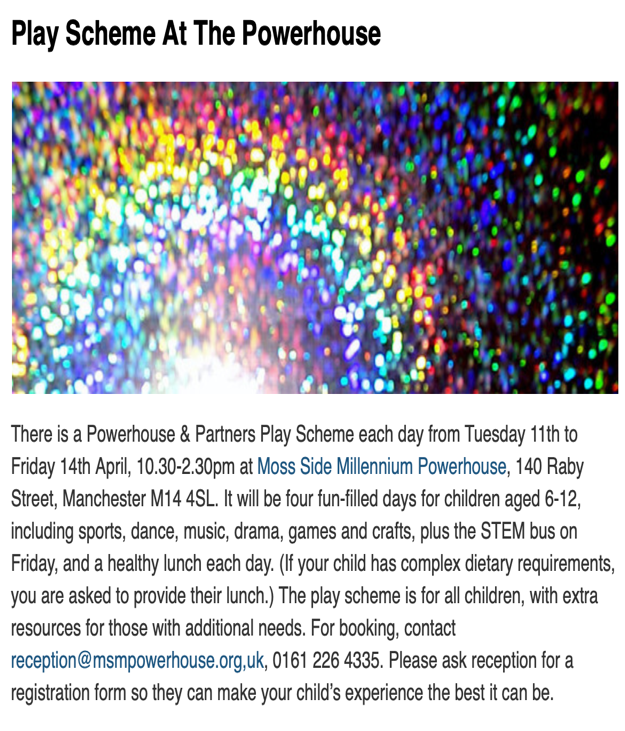 Play Scheme At The Powerhouse
There is a Powerhouse & Partners Play Scheme each day from Tuesday 11th to
Friday 14th April, 10.30-2.30pm at Moss Side Millennium Powerhouse, 140 Raby
Street, Manchester M14 4SL. It will be four fun-filled days for children aged 6-12,
including sports, dance, music, drama, games and crafts, plus the STEM bus on
Friday, and a healthy lunch each day. (If your child has complex dietary requirements,
you are asked to provide their lunch.) The play scheme is for all children, with extra
resources for those with additional needs. For booking, contact
reception@msmpowerhouse.org,uk, 0161 226 4335. Please ask reception for a
registration form so they can make your child’s experience the best it can be.